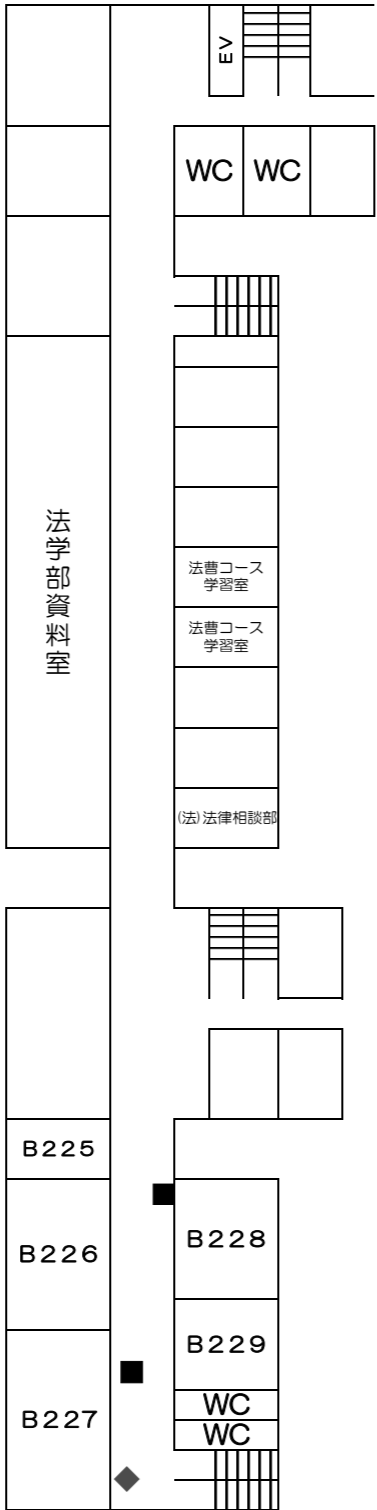 EV
WC WC
法学部資料室
法曹コース
学習室
法曹コース
学習室
(法)法律相談部
B225
B226
B228
B229
B227
WC
WC